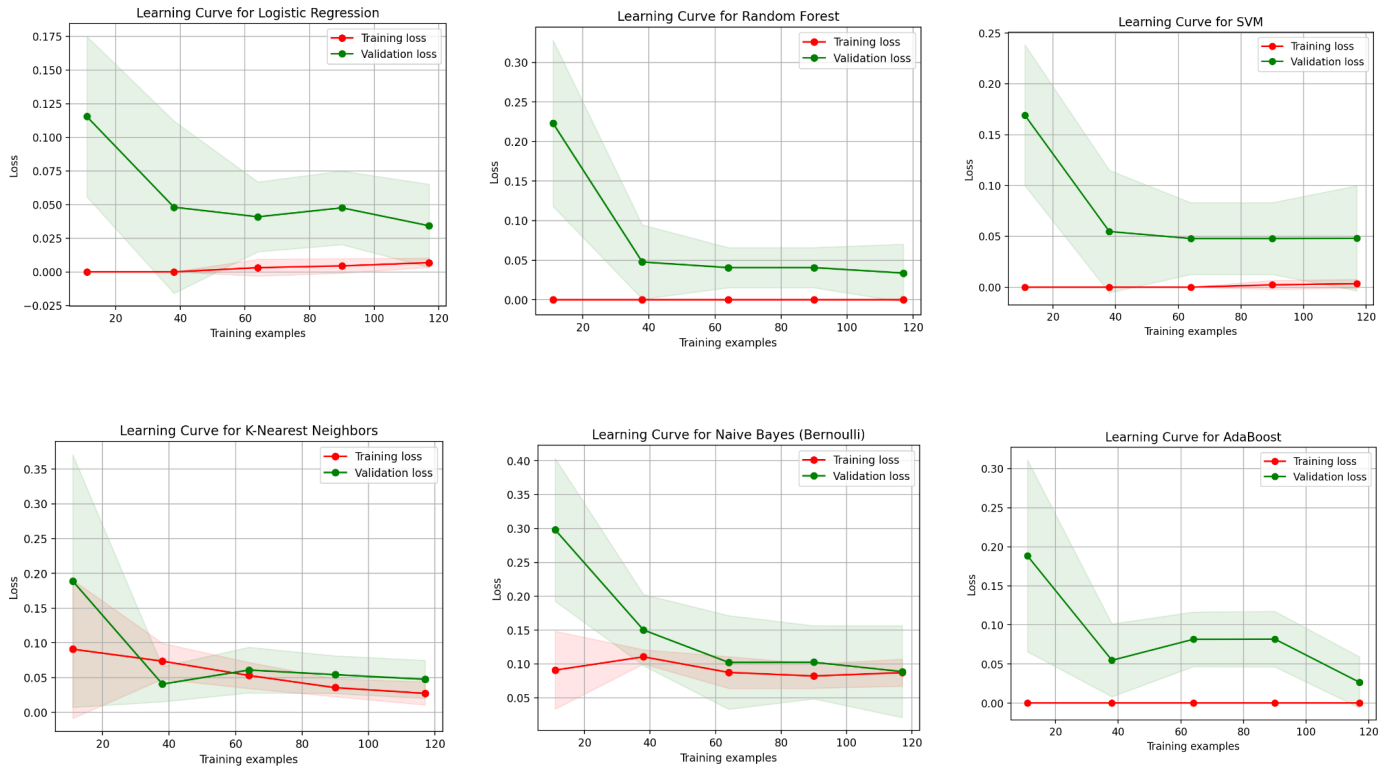 Learning Curve for Logistic Regression
Training loss
Validation loss
0.175
0.150
0.125
0.100
0.075
0.050
0.025
0.000
−0.025
Loss
20
40
60
80
100
120
Training examples
Learning Curve for Random Forest
Training loss
Validation loss
0.30
0.25
0.20
0.15
0.10
0.05
0.00
Loss
20
40
60
80
100
120
Training examples
Learning Curve for SVM
Training loss
Validation loss
0.25
0.20
0.15
0.10
0.05
0.00
Loss
20
40
60
80
100
120
Training examples
Learning Curve for K-Nearest Neighbors
Training loss
Validation loss
0.35
0.30
0.25
0.20
0.15
0.10
0.05
0.00
Loss
20
40
60
80
100
120
Training examples
Learning Curve for Naive Bayes (Bernoulli)
Training loss
Validation loss
0.40
0.35
0.30
0.25
0.20
0.15
0.10
0.05
Loss
20
40
60
80
100
120
Training examples
Learning Curve for AdaBoost
Training loss
Validation loss
0.30
0.25
0.20
0.15
0.10
0.05
0.00
Loss
20
40
60
80
100
120
Training examples